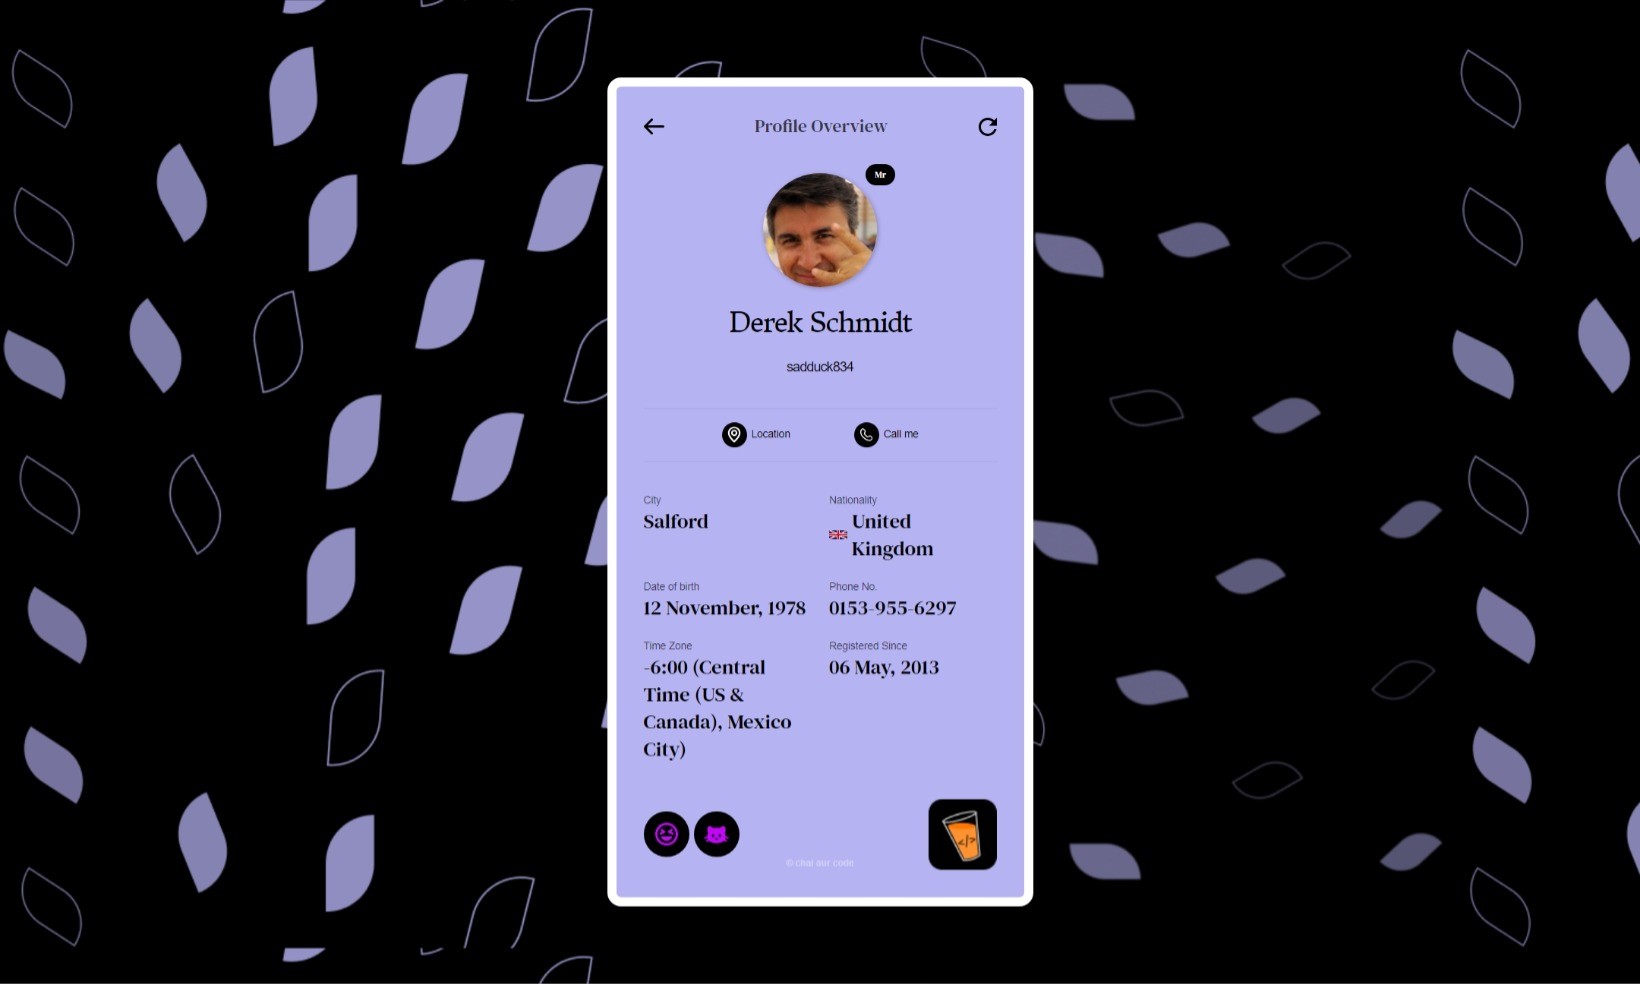 Profile Overview
Mr
Derek Schmidt
sadduck834
Location
Call me
City
Salford
Nationality
United
Kingdom
Date of birth
12 November, 1978
Phone No.
0153-955-6297
Time Zone
-6:00 (Central
Time (US &
Canada), Mexico
City)
Registered Since
06 May, 2013
</>
© chai aur code